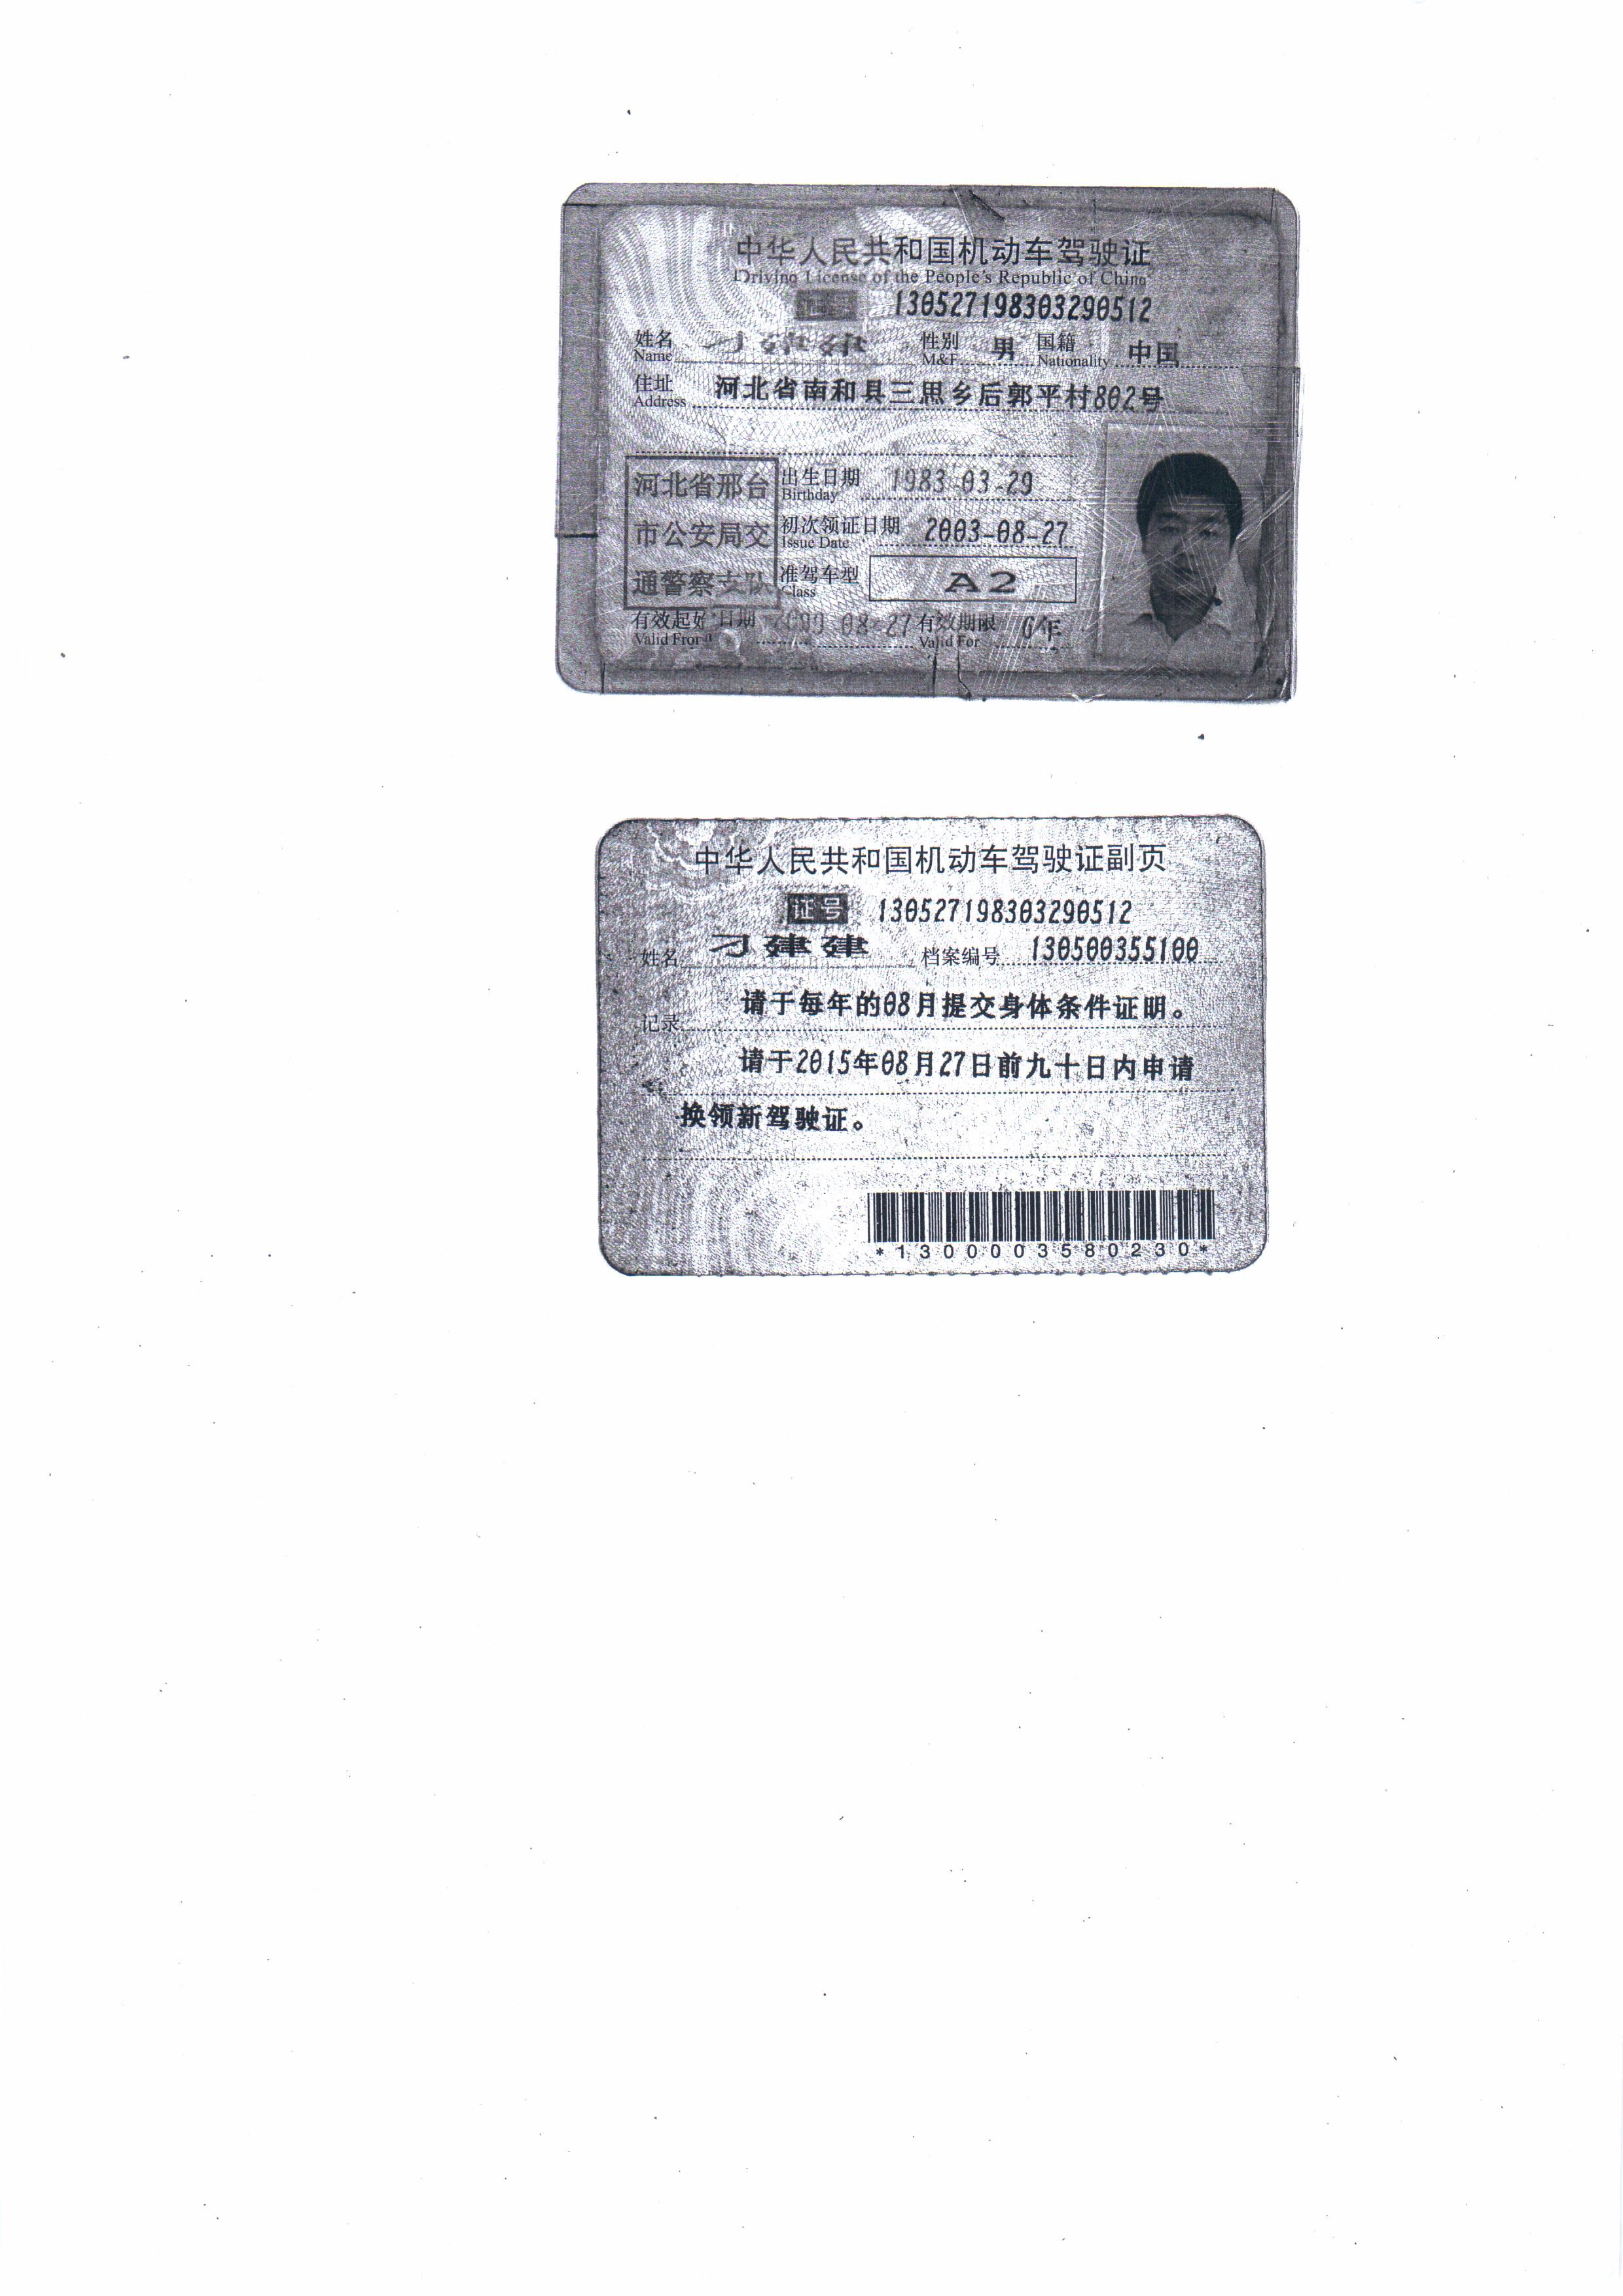 中华人民共和国机动车驾驶证
Driving License of the People's Republic of China
证号 130527198303290512
姓名 刁建建 性别 男 国籍 中国
Name M&F Nationality
住址 河北省南和县三思乡后郭平村802号
Address
河北省邢台
市公安局交
通警察支队
出生日期 1983-03-29
Birthday
初次领证日期 2003-08-27
Issue Date
准驾车型 A2
Class
有效起始日期 2009-08-27 有效期限 6年
Valid From Valid For
中华人民共和国机动车驾驶证副页
证号 130527198303290512
姓名 刁建建 档案编号 130500355100
记录 请于每年的08月提交身体条件证明。
请于2015年08月27日前九十日内申请
换领新驾驶证。
*1300003580230*